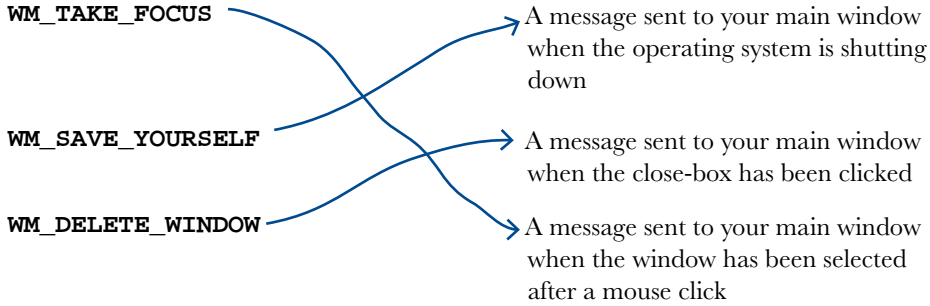 WM_TAKE_FOCUS
A message sent to your main window
when the operating system is shutting
down
WM_SAVE_YOURSELF
A message sent to your main window
when the close-box has been clicked
WM_DELETE_WINDOW
A message sent to your main window
when the window has been selected
after a mouse click